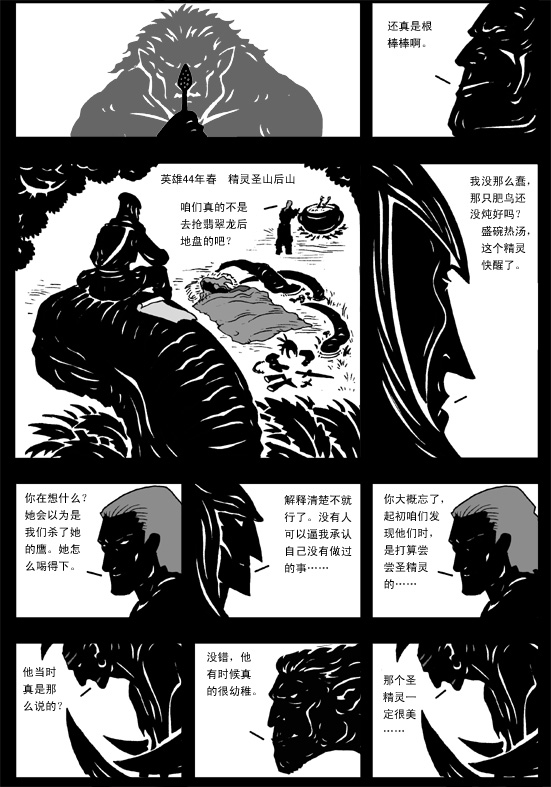 还真是根
棒棒啊。
英雄44年春 精灵圣山后山
咱们真的不是
去抢翡翠龙后
地盘的吧？
我没那么蠢，
那只肥鸟还
没炖好吗？
盛碗热汤，
这个精灵
快醒了。
你在想什么？
她会以为是
我们杀了她
的鹰。她怎
么喝得下。
解释清楚不就
行了。没有人
可以逼我承认
自己没有做过
的事……
你大概忘了，
起初咱们发
现他们时，
是打算尝
尝圣精灵
的……
他当时
真是那
么说的？
没错，他
有时候真
的很幼稚。
那个圣
精灵一
定很美
……